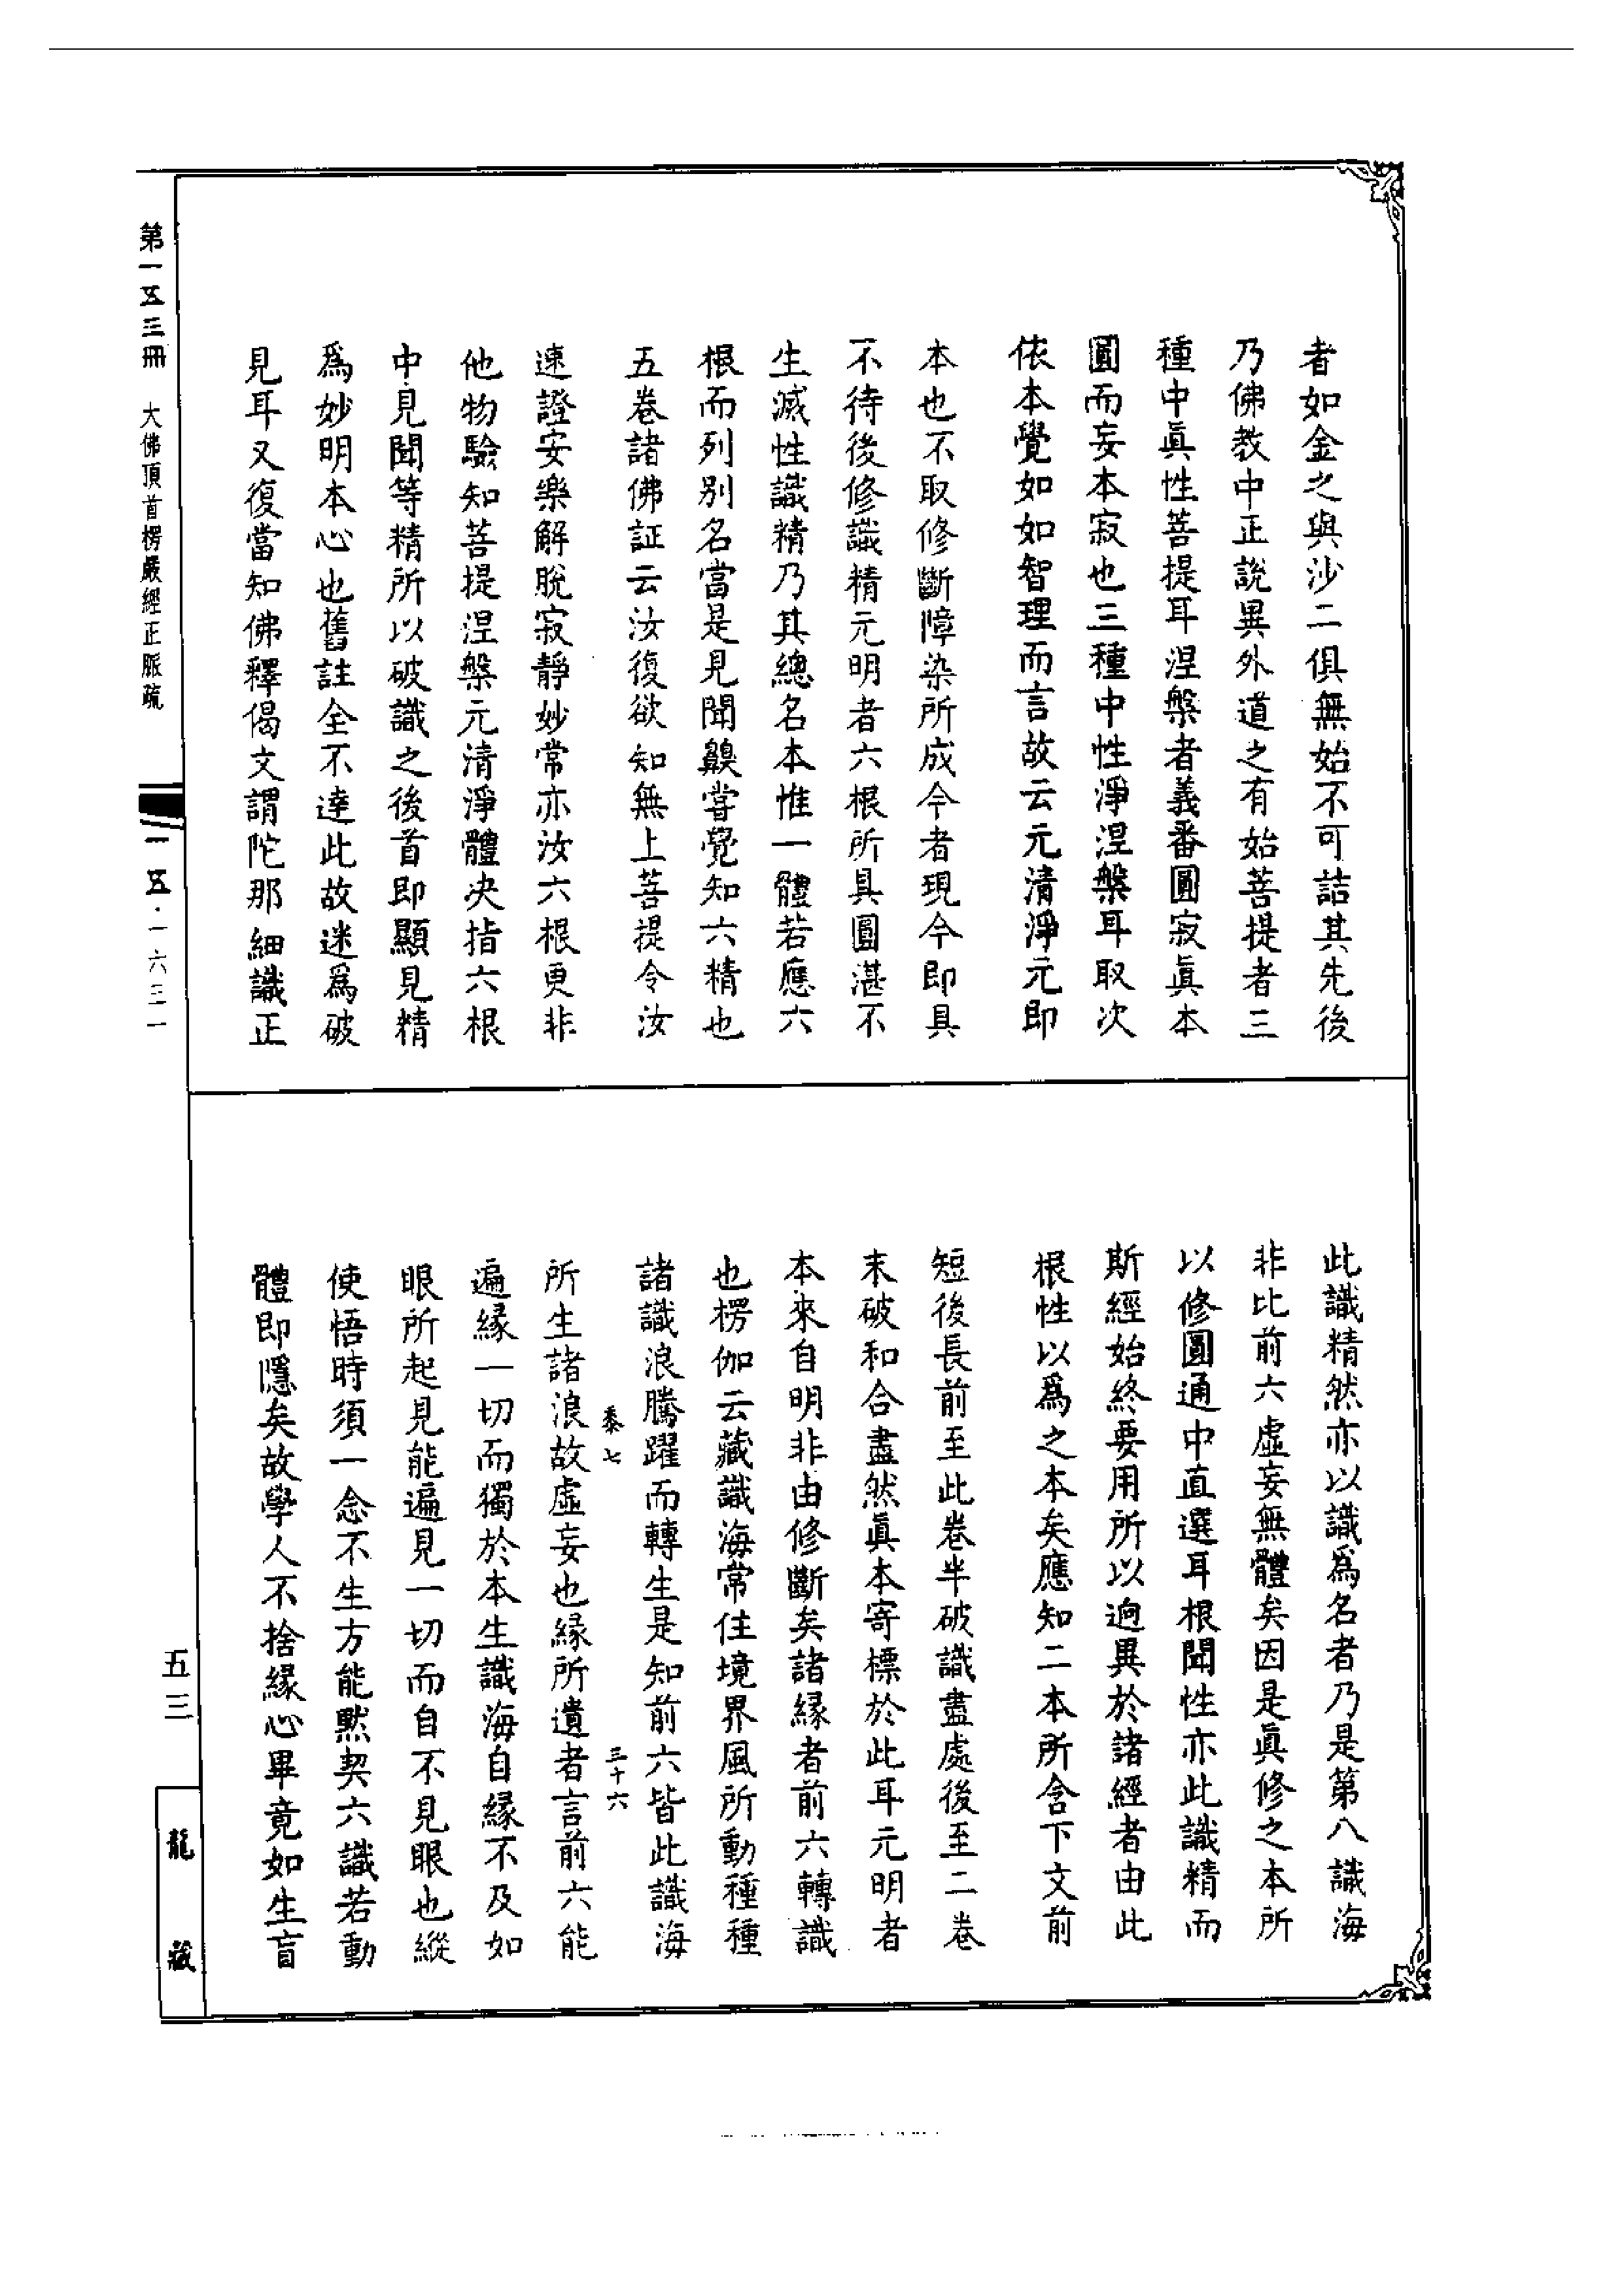 者如金之與沙二俱無始不可詰其先後
乃佛教中正說異外道之有始菩提者三
種中眞性菩提耳涅槃者義番圓寂眞本
圓而妄本寂也三種中性淨涅槃耳取次
依本覺如如智理而言故云元清淨元即
本也不取修斷障染所成今者現今即具
不待後修識精元明者六根所具圓湛不
生滅性識精乃其總名本惟一體若應六
根而列別名當是見聞齅嘗覺知六精也
五卷諸佛証云汝復欲知無上菩提令汝
速證安樂解脫寂靜妙常亦汝六根更非
他物驗知菩提涅槃元清淨體決指六根
中見聞等精所以破識之後首即顯見精
爲妙明本心也舊註全不達此故迷爲破
見耳又復當知佛釋偈文謂陀那細識正
此識精然亦以識爲名者乃是第八識海
非比前六虛妄無體矣因是眞修之本所
以修圓通中直選耳根聞性亦此識精而
斯經始終要用所以逈異於諸經者由此
根性以爲之本矣應知二本所含下文前
短後長前至此卷半破識盡處後至二卷
末破和合盡然眞本寄標於此耳元明者
本來自明非由修斷矣諸緣者前六轉識
也楞伽云藏識海常住境界風所動種種
諸識浪騰躍而轉生是知前六皆此識海
黍七 三十六
所生諸浪故虛妄也緣所遺者言前六能
遍緣一切而獨於本生識海自緣不及如
眼所起見能遍見一切而自不見眼也縱
使悟時須一念不生方能默契六識若動
體即隱矣故學人不捨緣心畢竟如生盲
第一五三冊 大佛頂首楞嚴經正脈疏
一五·一六三一
五三
龍藏